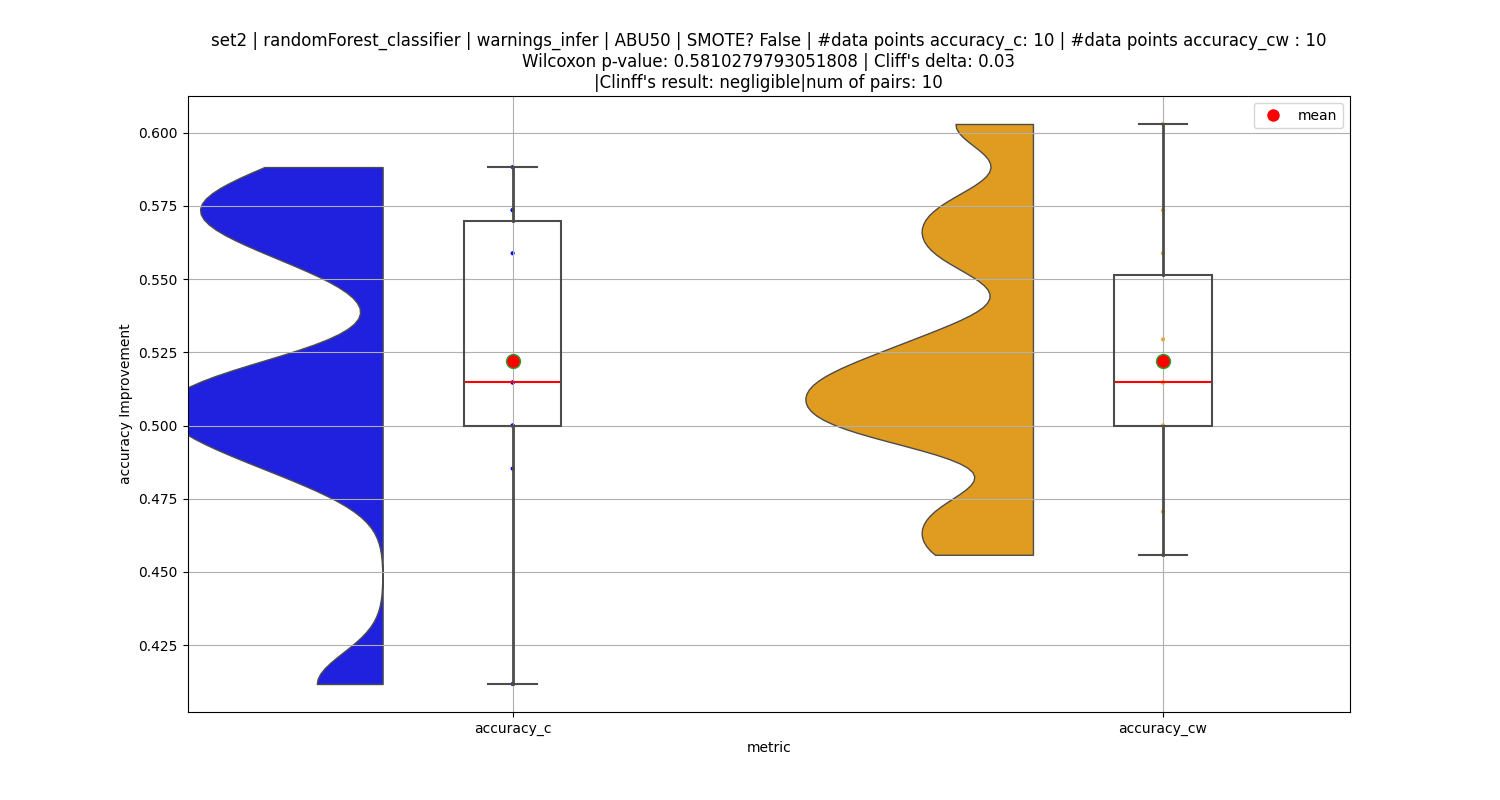 set2 | randomForest_classifier | warnings_infer | ABU50 | SMOTE? False | #data points accuracy_c: 10 | #data points accuracy_cw : 10
Wilcoxon p-value: 0.5810279793051808 | Cliff's delta: 0.03
|Clinff's result: negligible|num of pairs: 10
mean
0.600
0.575
0.550
0.525
0.500
0.475
0.450
0.425
accuracy Improvement
accuracy_c
accuracy_cw
metric